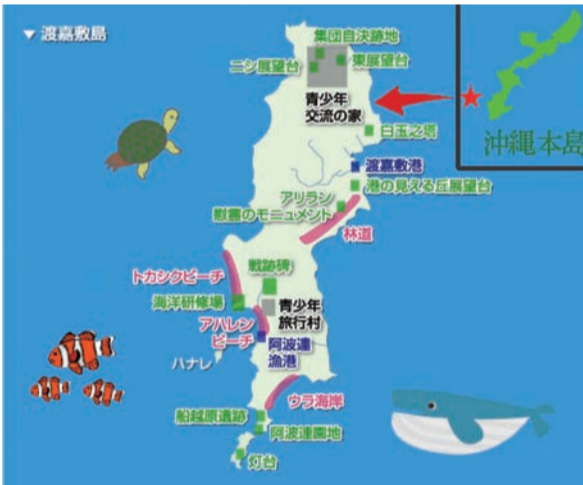 ▼ 渡嘉敷島
集団自決跡地
ニシ展望台
東展望台
青少年
交流の家
白玉之塔
沖縄本島
渡嘉敷港
港の見える丘展望台
アリラン
慰霊のモニュメント
林道
トカシクビーチ
戦跡碑
海洋研修場
青少年
旅行村
アハレン
ビーチ
阿波連
漁港
ハナレ
ウラ海岸
船越原遺跡
阿波連園地
灯台